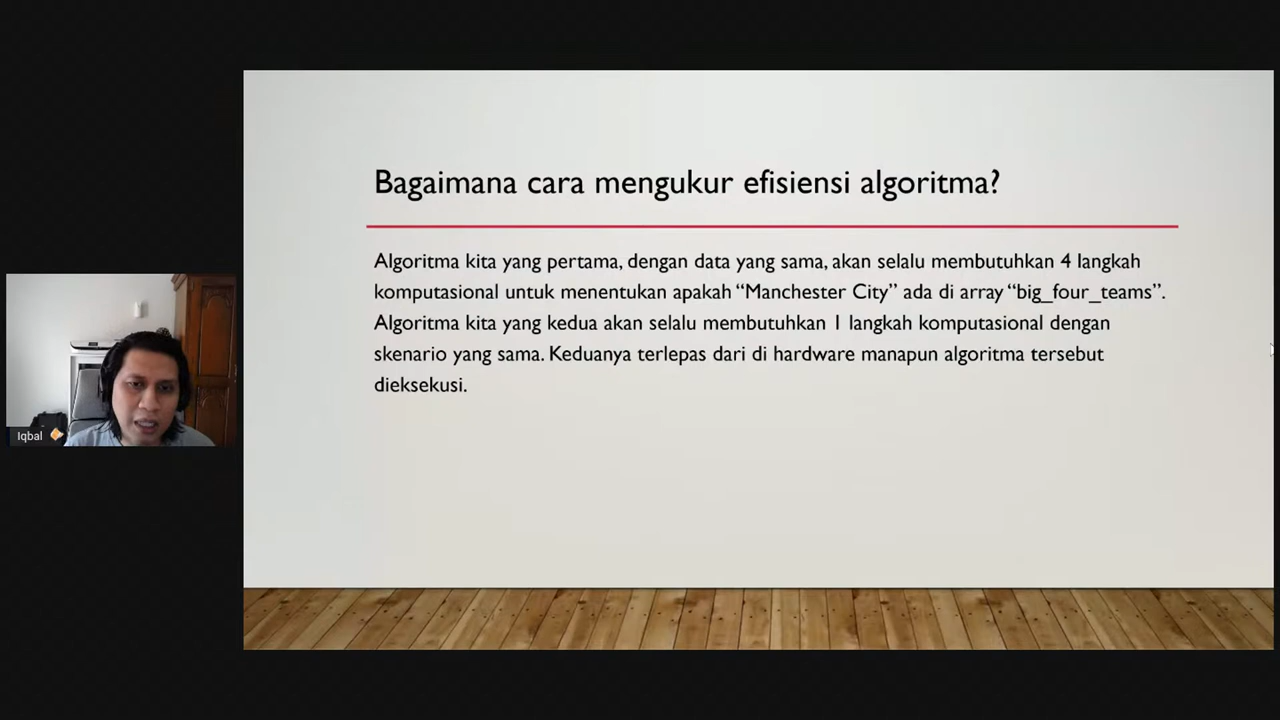 Bagaimana cara mengukur efisiensi algoritma?
Algoritma kita yang pertama, dengan data yang sama, akan selalu membutuhkan 4 langkah
komputasional untuk menentukan apakah “Manchester City” ada di array “big_four_teams”.
Algoritma kita yang kedua akan selalu membutuhkan 1 langkah komputasional dengan
skenario yang sama. Keduanya terlepas dari di hardware manapun algoritma tersebut
dieksekusi.
Iqbal